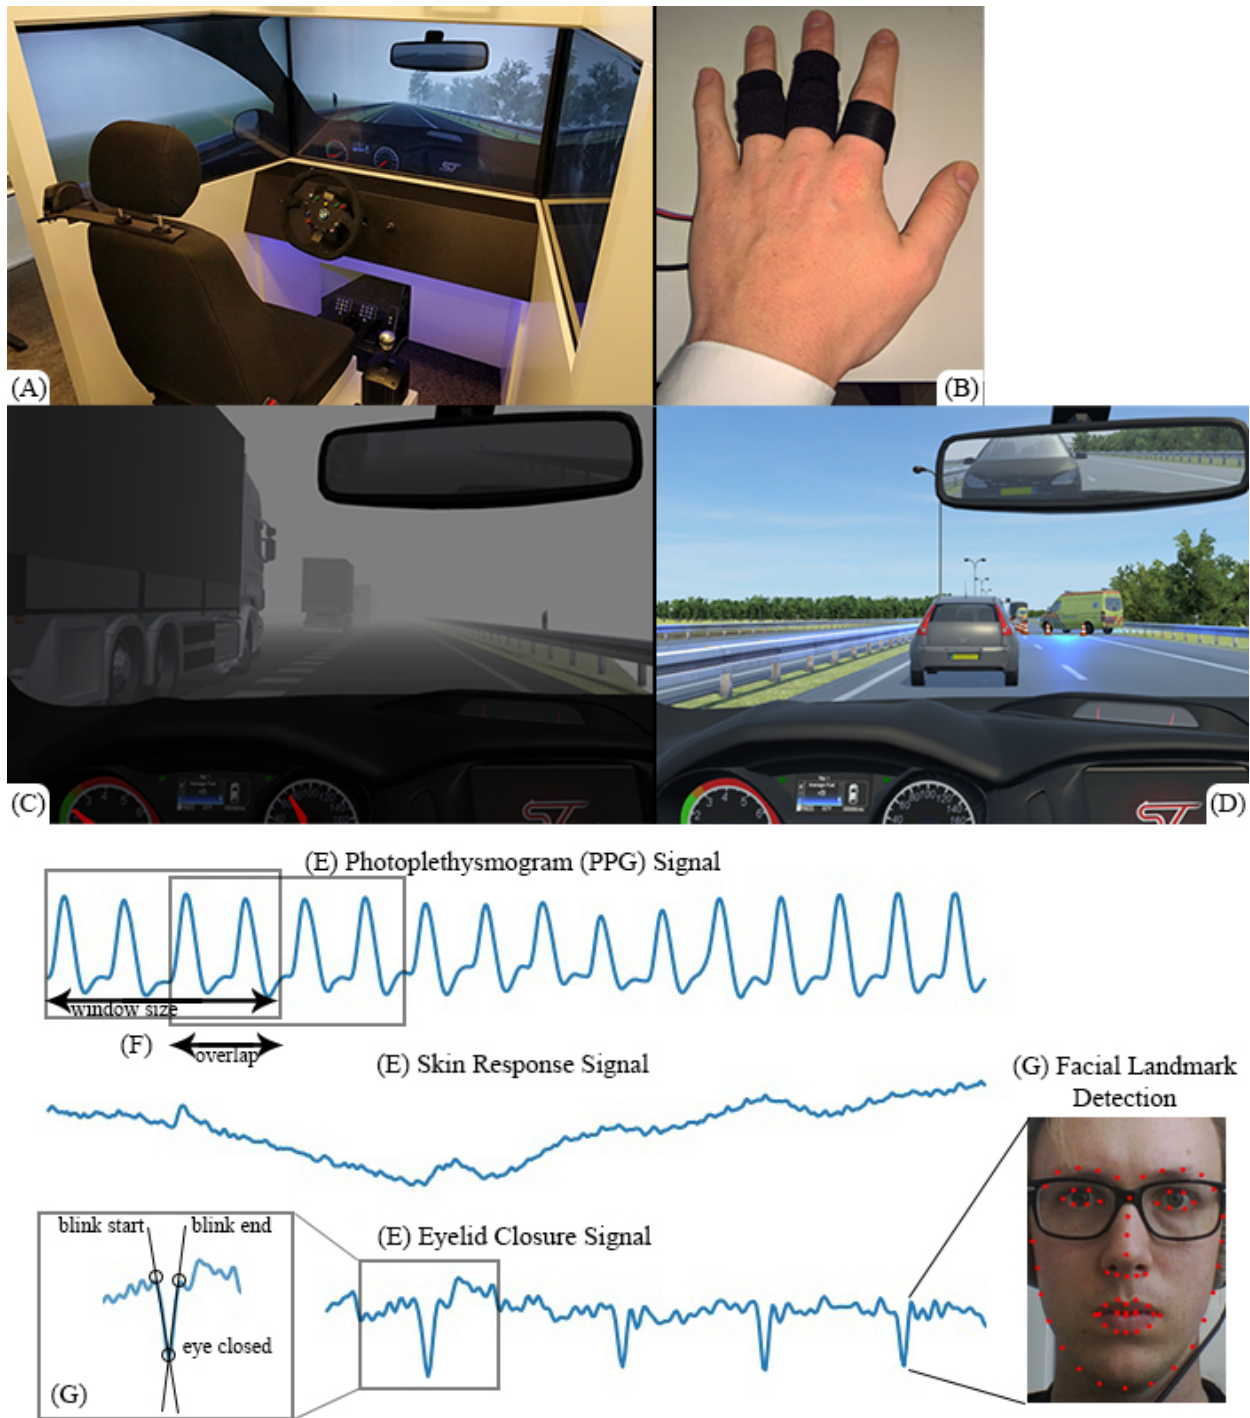 (A)
(B)
(C)
(D)
(E) Photoplethysmogram (PPG) Signal
window size
(F)
overlap
(E) Skin Response Signal
(G) Facial Landmark
Detection
blink start
blink end
(E) Eyelid Closure Signal
eye closed
(G)